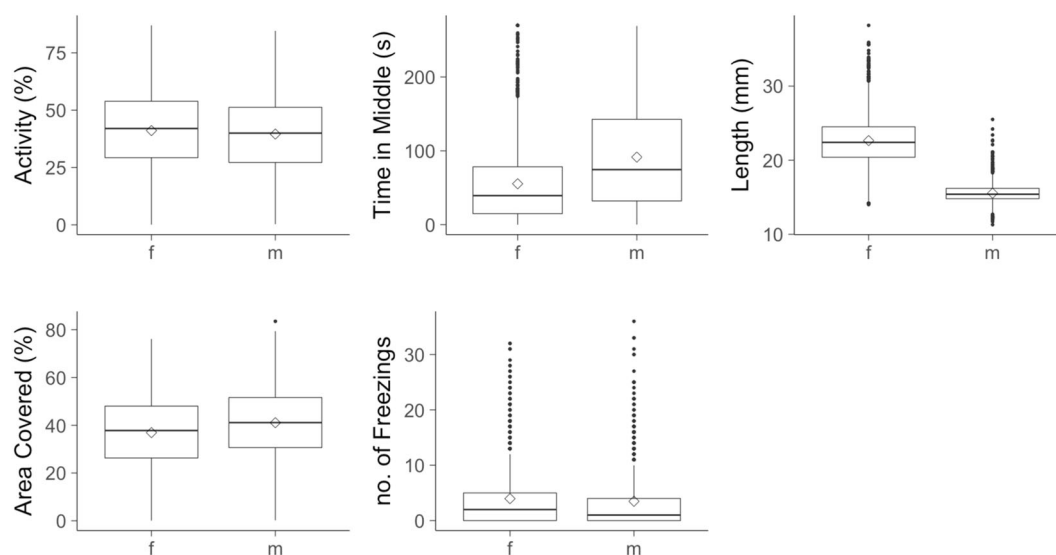 Activity (%)
75
50
25
0
f
m
Time in Middle (s)
200
100
0
f
m
Length (mm)
30
20
10
f
m
Area Covered (%)
80
60
40
20
0
f
m
no. of Freezings
30
20
10
0
f
m